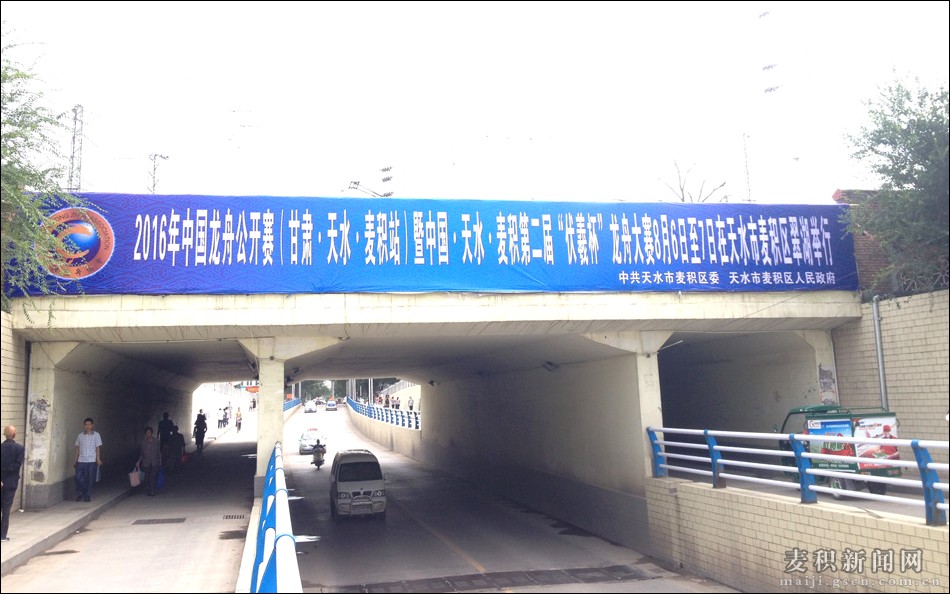 2016年中国龙舟公开赛（甘肃·天水·麦积站）暨中国·天水·麦积第二届“伏羲杯”龙舟大赛8月6日至7日在天水市麦积区翠湖举行
中共天水市麦积区委 天水市麦积区人民政府
麦积新闻网
maiji.gscn.com.cn